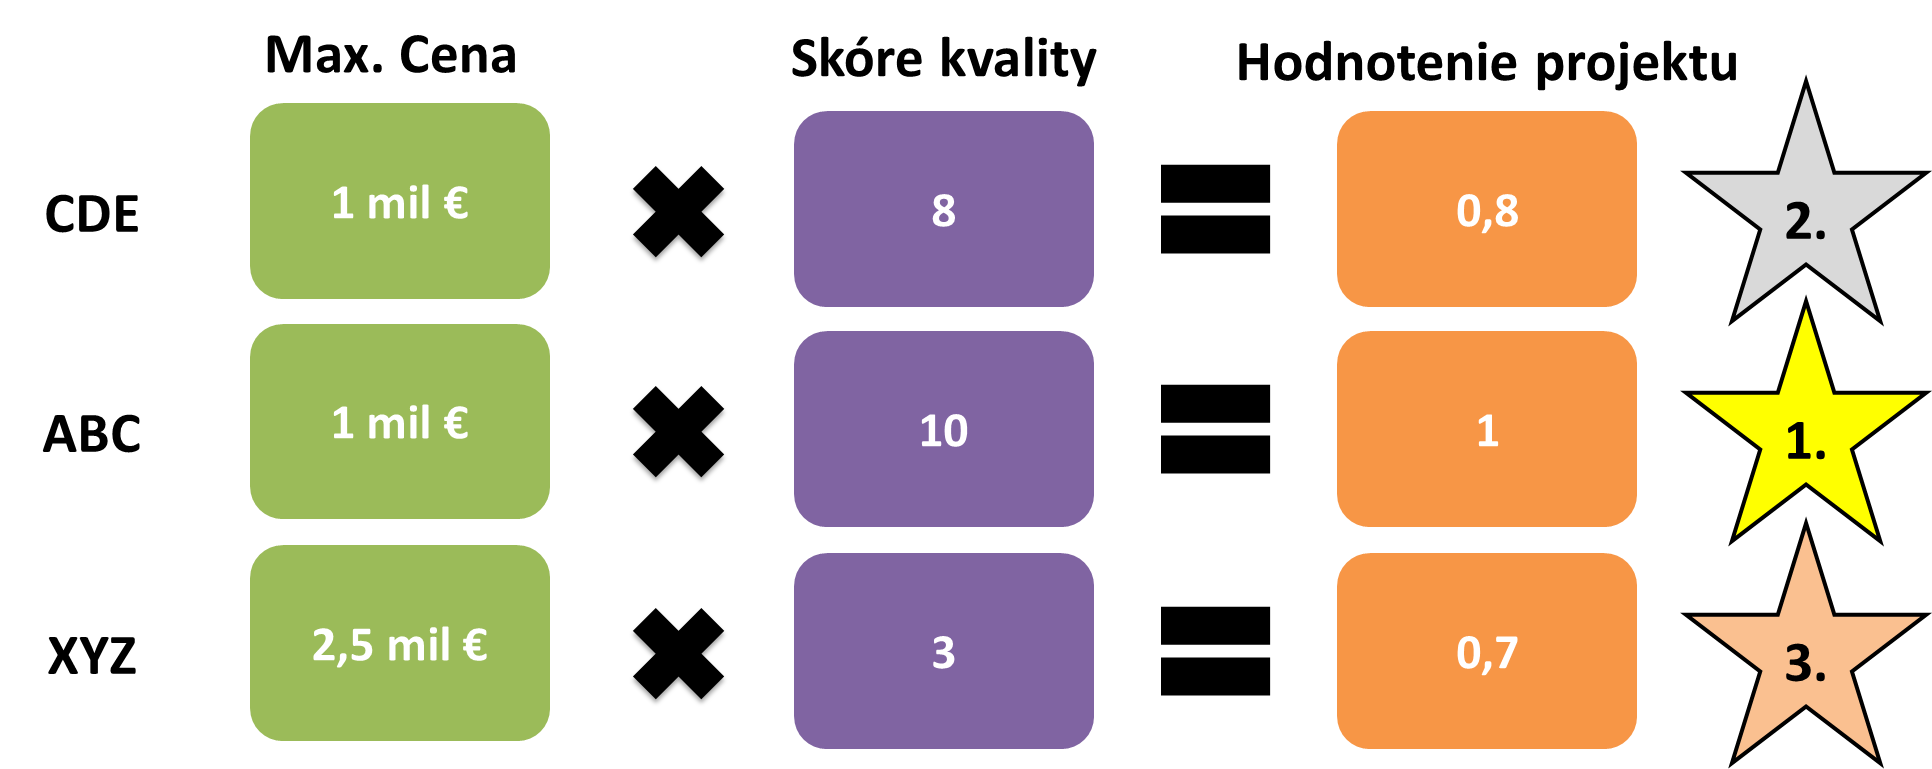 Max. Cena Skóre kvality Hodnotenie projektu
CDE 1 mil € 8 0,8 2.
ABC 1 mil € 10 1 1.
XYZ 2,5 mil € 3 0,7 3.